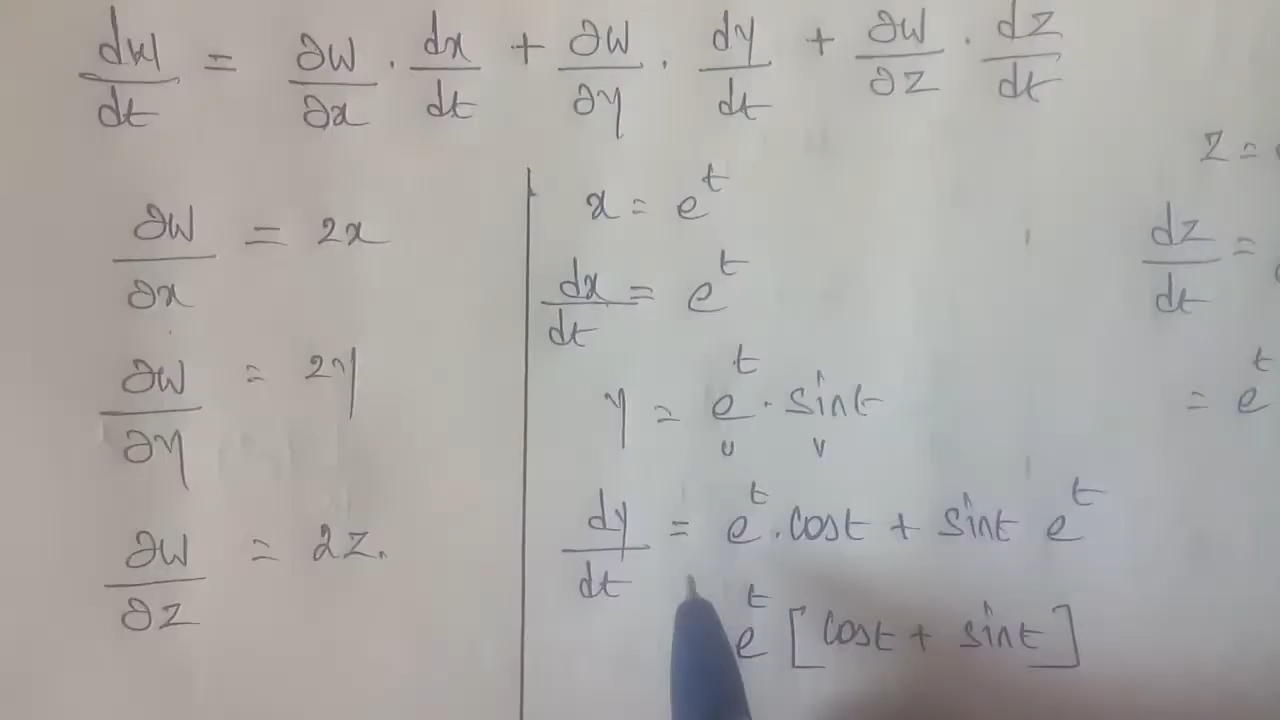 dw/dt = ∂w/∂x · dx/dt + ∂w/∂y · dy/dt + ∂w/∂z · dz/dt
∂w/∂x = 2x
∂w/∂y = 2y
∂w/∂z = 2z.
x = e^t
dx/dt = e^t
y = e^t · sint
u v
dy/dt = e^t · cost + sint e^t
e^t [cost + sint]
z =
dz/dt =
= e^t